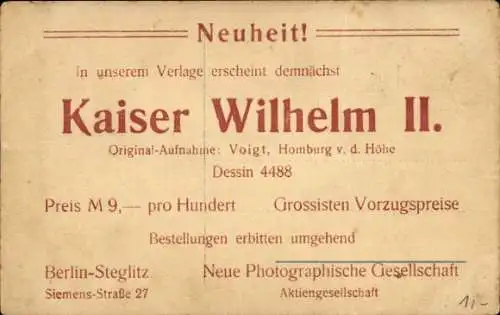 Neuheit!
In unserem Verlage erscheint demnächst
Kaiser Wilhelm II.
Original-Aufnahme: Voigt, Homburg v. d. Höhe
Dessin 4488
Preis M 9,— pro Hundert Grossisten Vorzugspreise
Bestellungen erbitten umgehend
Berlin-Steglitz Neue Photographische Gesellschaft
Siemens-Straße 27 Aktiengesellschaft